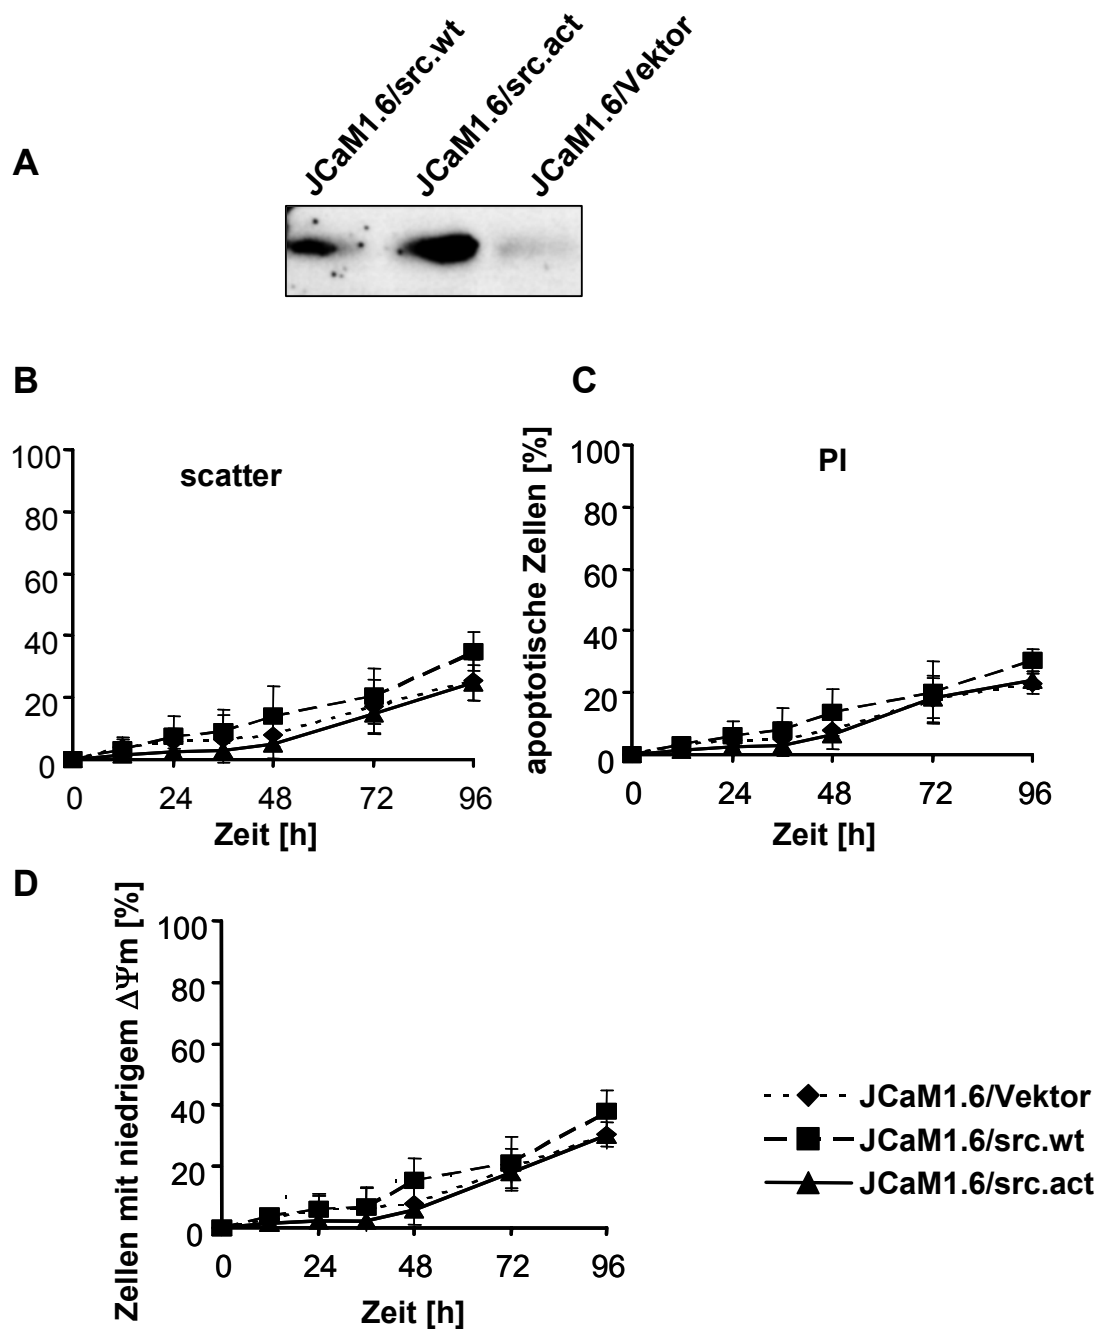 A
JCaM1.6/src.wt
JCaM1.6/src.act
JCaM1.6/Vektor
B
scatter
100
80
60
40
20
0
0 24 48 72 96
Zeit [h]
C
PI
apoptotische Zellen [%]
100
80
60
40
20
0
0 24 48 72 96
Zeit [h]
D
Zellen mit niedrigem ΔΨm [%]
100
80
60
40
20
0
0 24 48 72 96
Zeit [h]
JCaM1.6/Vektor
JCaM1.6/src.wt
JCaM1.6/src.act